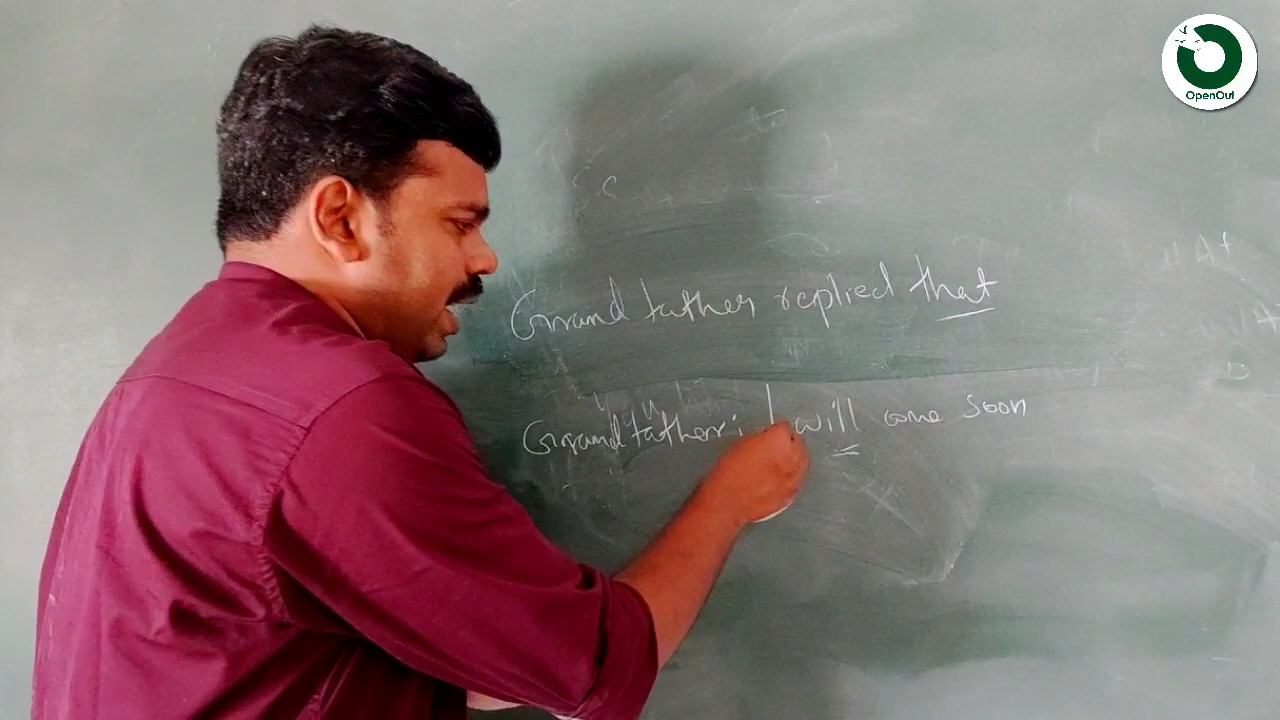 OpenOut
Grand father replied that
Grand father: I will come soon